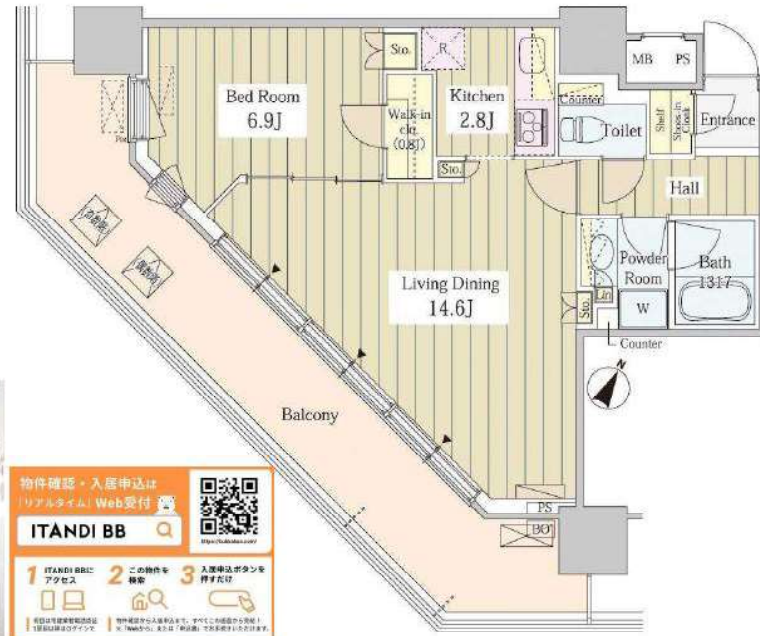 Sto.
R
MB PS
Bed Room
6.9J
Kitchen
2.8J
Walk-in
clo.
(0.8J)
Counter
Toilet
Shelf
Shoes-in
Cloak
Entrance
Sto.
Hall
Living Dining
14.6J
Powder
Room
Bath
1317
Sto.
Lin
W
Counter
N
Balcony
PS
BO
物件確認・入居申込は
「リアルタイム」Web受付
ITANDI BB
1 ITANDI BBに
アクセス
2 この物件を
検索
3 入居申込ボタンを
押すだけ